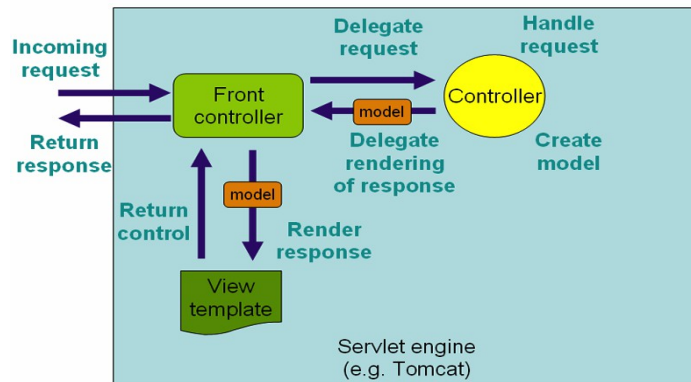 Incoming
request
Return
response
Front
controller
Delegate
request
Handle
request
Controller
model
Delegate
rendering
of response
Create
model
Return
control
model
Render
response
View
template
Servlet engine
(e.g. Tomcat)